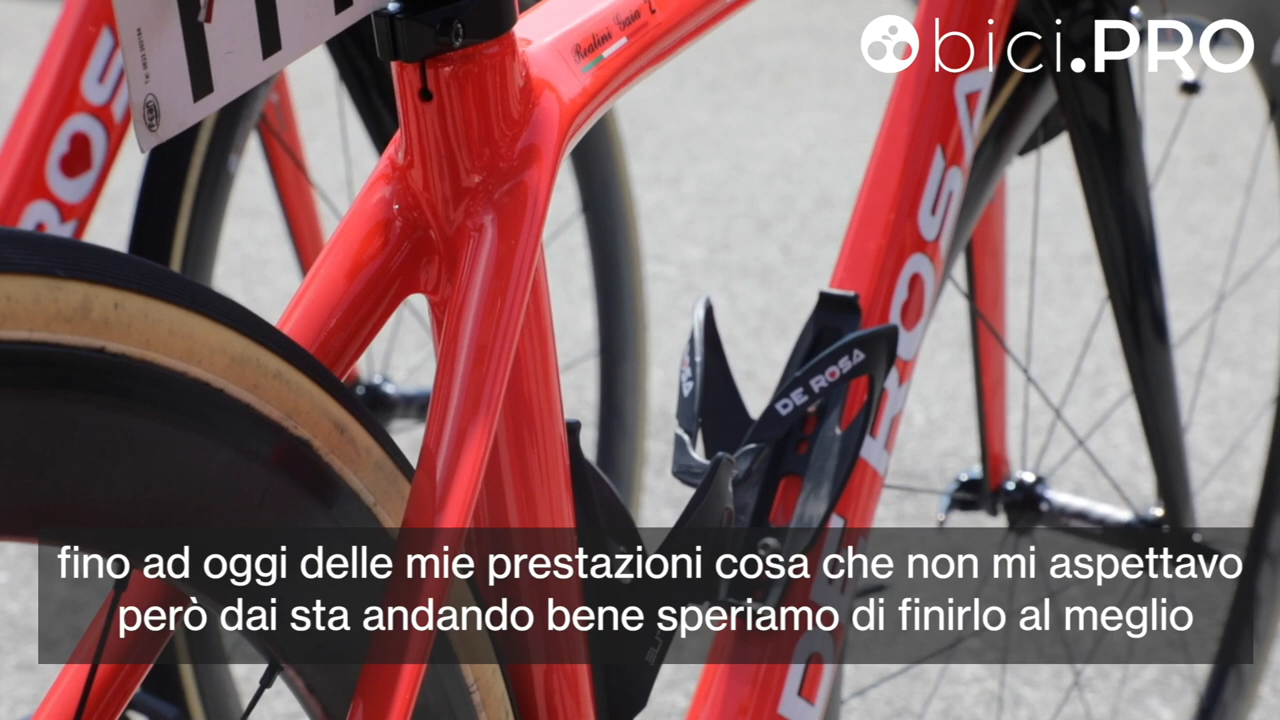 bici.PRO
Realini Gaia
ROS
DE ROSA
DE ROSA
fino ad oggi delle mie prestazioni cosa che non mi aspettavo
però dai sta andando bene speriamo di finirlo al meglio